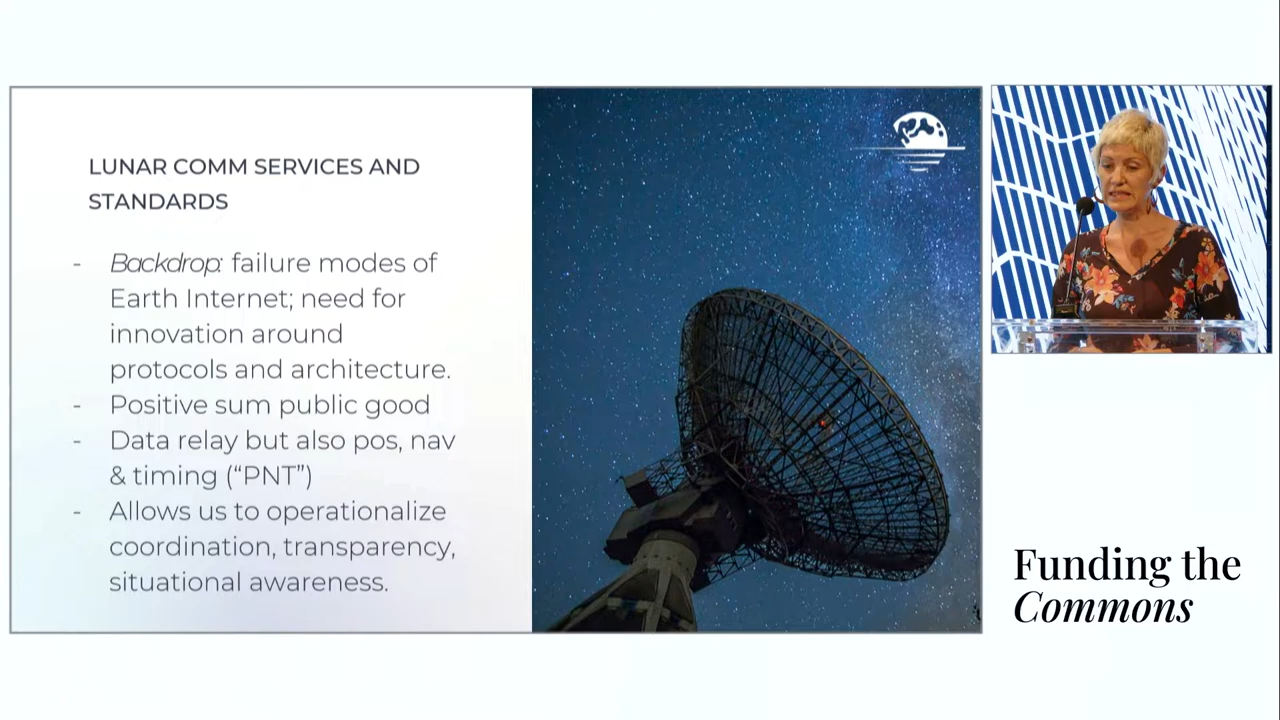 LUNAR COMM SERVICES AND
STANDARDS
- Backdrop: failure modes of
Earth Internet; need for
innovation around
protocols and architecture.
- Positive sum public good
- Data relay but also pos, nav
& timing (“PNT”)
- Allows us to operationalize
coordination, transparency,
situational awareness.
Funding the
Commons